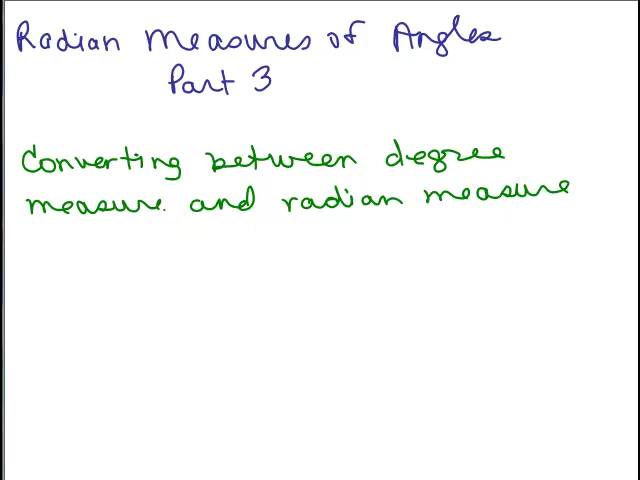 Radian Measures of Angles
Part 3
Converting between degree
measure and radian measure